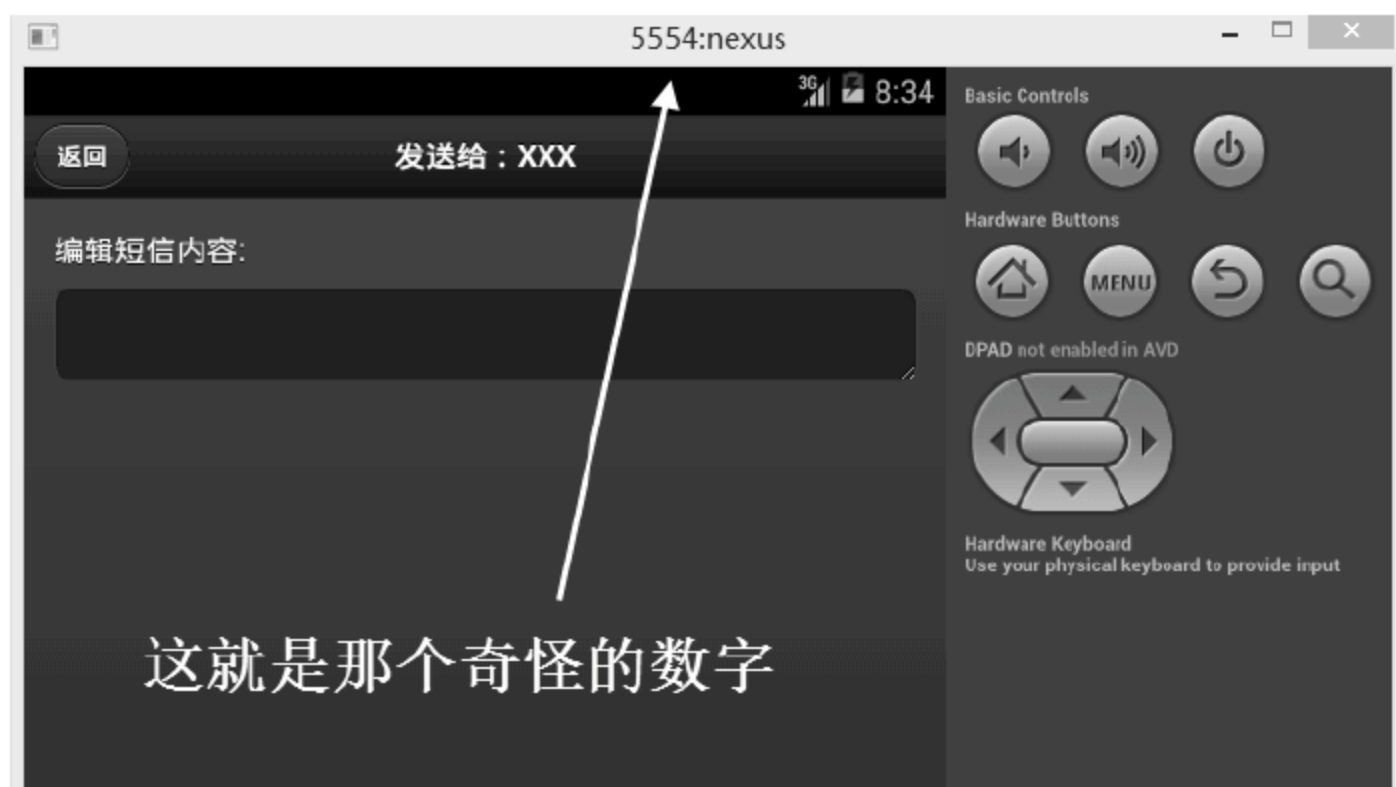 5554:nexus
3G 8:34
返回
发送给：XXX
编辑短信内容:
这就是那个奇怪的数字
Basic Controls
Hardware Buttons
MENU
DPAD not enabled in AVD
Hardware Keyboard
Use your physical keyboard to provide input